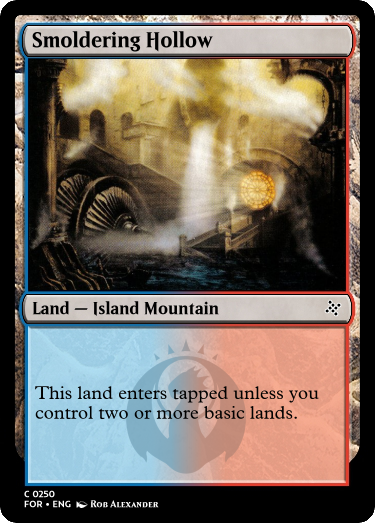 Smoldering Hollow
Land — Island Mountain
This land enters tapped unless you
control two or more basic lands.
C 0250
FOR • ENG Rob Alexander